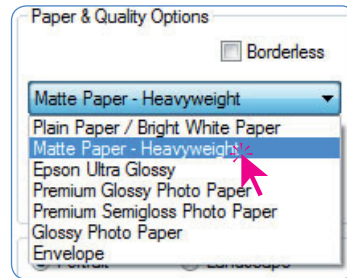 Paper & Quality Options
Borderless
Matte Paper - Heavyweight
Plain Paper / Bright White Paper
Matte Paper - Heavyweight
Epson Ultra Glossy
Premium Glossy Photo Paper
Premium Semigloss Photo Paper
Glossy Photo Paper
Envelope